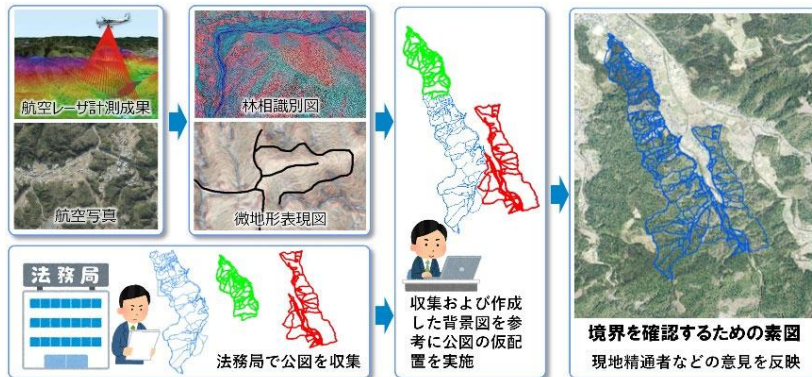 航空レーザ計測成果
航空写真
林相識別図
微地形表現図
法務局
法務局で公図を収集
収集および作成
した背景図を参
考に公図の仮配
置を実施
境界を確認するための素図
現地精通者などの意見を反映